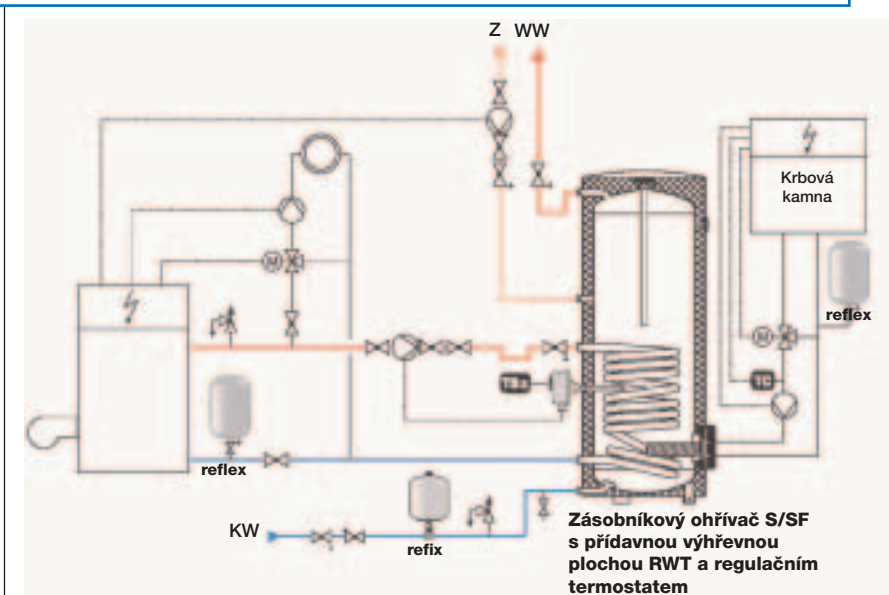 Z WW
Krbová
kamna
reflex
reflex
KW
refix
Zásobníkový ohřívač S/SF
s přídavnou výhřevnou
plochou RWT a regulačním
termostatem